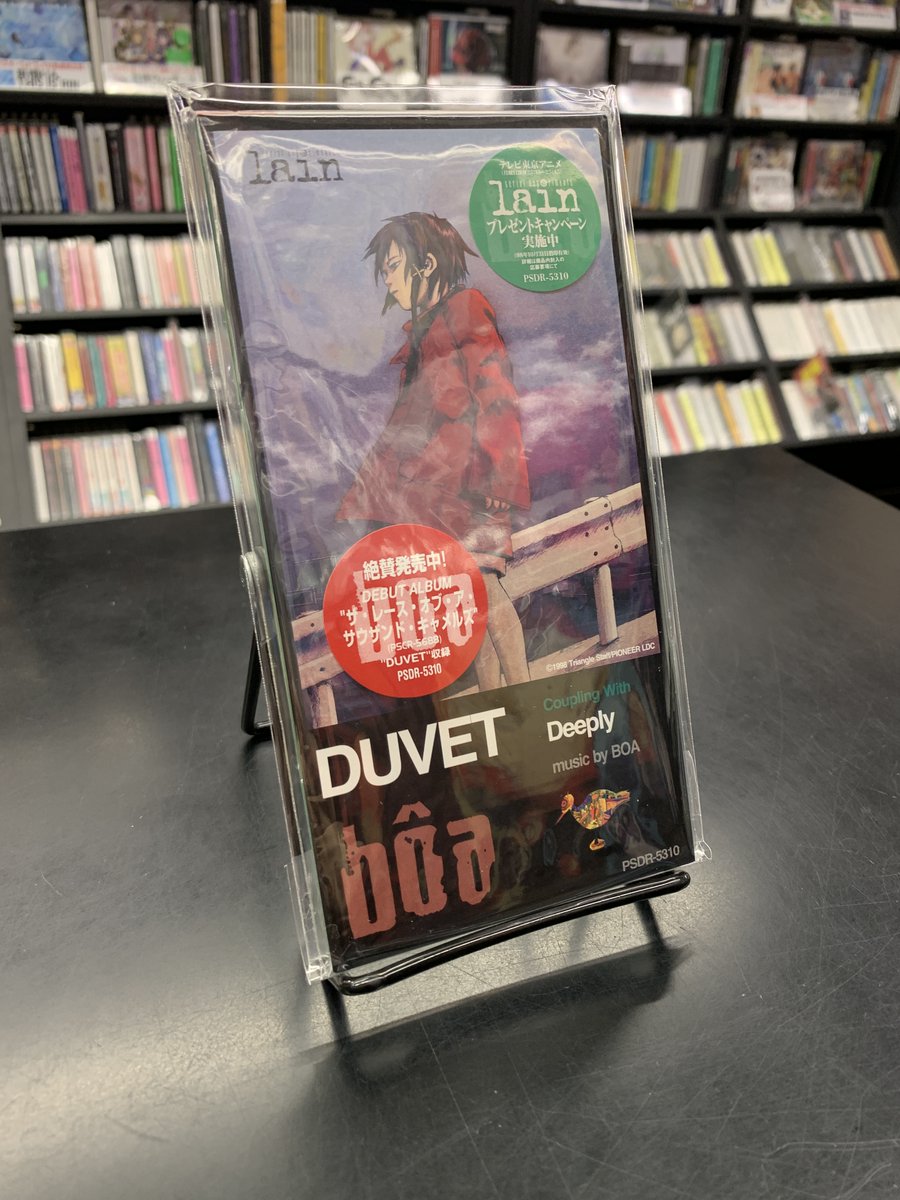 lain
テレビ東京アニメ
lain
プレゼントキャンペーン
実施中
PSDR-5310
絶賛発売中!
DEBUT ALBUM
"ザ・レース・オブ・ア・
サウザンド・キャメルズ"
(PSCR-5688)
"DUVET"収録
PSDR-5310
©1998 Triangle Staff/PIONEER LDC
DUVET
Coupling With
Deeply
music by BOA
bôa
PSDR-5310